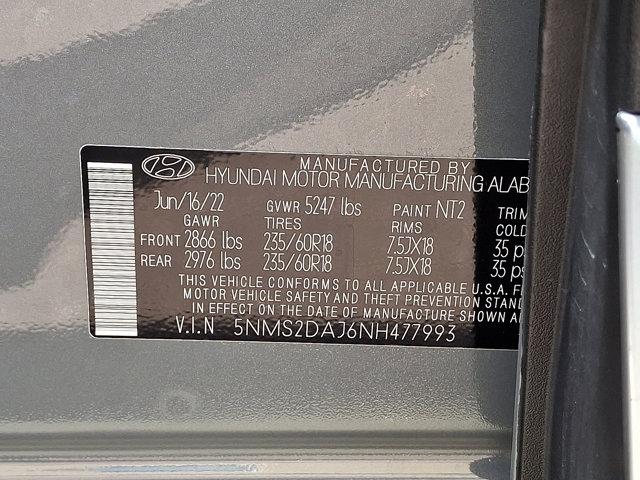 MANUFACTURED BY
HYUNDAI MOTOR MANUFACTURING ALAB
Jun/16/22 GVWR 5247 lbs PAINT NT2 TRIM
GAWR TIRES RIMS COLD
FRONT 2866 lbs 235/60R18 7.5JX18 35 ps
REAR 2976 lbs 235/60R18 7.5JX18 35 ps
THIS VEHICLE CONFORMS TO ALL APPLICABLE U.S.A. F
MOTOR VEHICLE SAFETY AND THEFT PREVENTION STAN
IN EFFECT ON THE DATE OF MANUFACTURE SHOWN A
V.I.N 5NMS2DAJ6NH477993